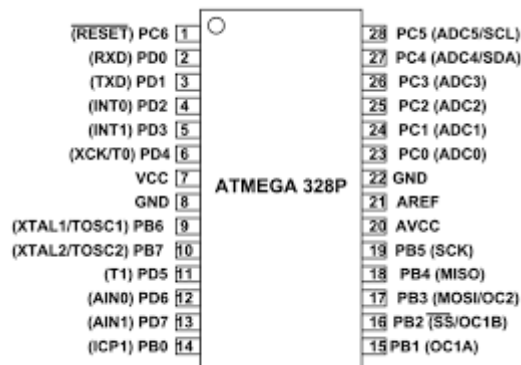 (RESET) PC6 1
(RXD) PD0 2
(TXD) PD1 3
(INT0) PD2 4
(INT1) PD3 5
(XCK/T0) PD4 6
VCC 7
GND 8
(XTAL1/TOSC1) PB6 9
(XTAL2/TOSC2) PB7 10
(T1) PD5 11
(AIN0) PD6 12
(AIN1) PD7 13
(ICP1) PB0 14
ATMEGA 328P
28 PC5 (ADC5/SCL)
27 PC4 (ADC4/SDA)
26 PC3 (ADC3)
25 PC2 (ADC2)
24 PC1 (ADC1)
23 PC0 (ADC0)
22 GND
21 AREF
20 AVCC
19 PB5 (SCK)
18 PB4 (MISO)
17 PB3 (MOSI/OC2)
16 PB2 (SS/OC1B)
15 PB1 (OC1A)